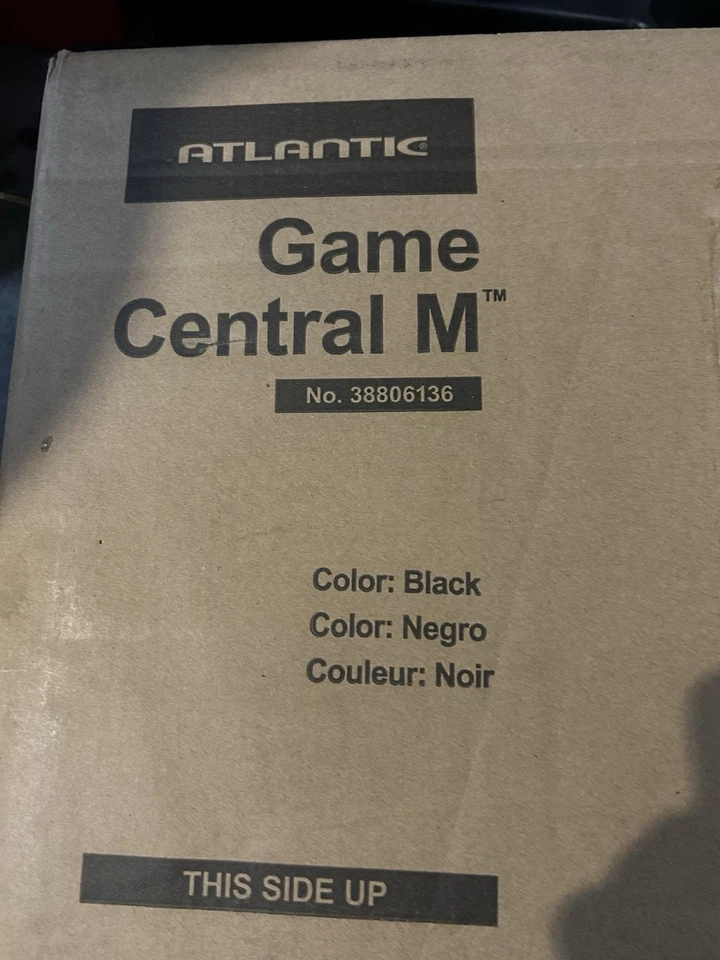 ATLANTIC®
Game
Central M™
No. 38806136
Color: Black
Color: Negro
Couleur: Noir
THIS SIDE UP